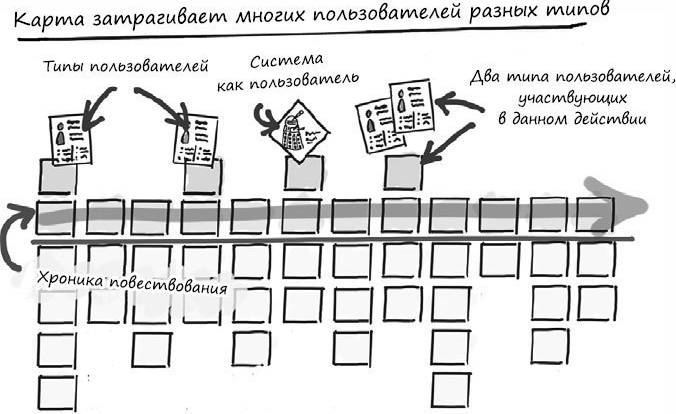 Карта затрагивает многих пользователей разных типов
Типы пользователей
Система
как пользователь
Два типа пользователей,
участвующих
в данном действии
Хроника повествования